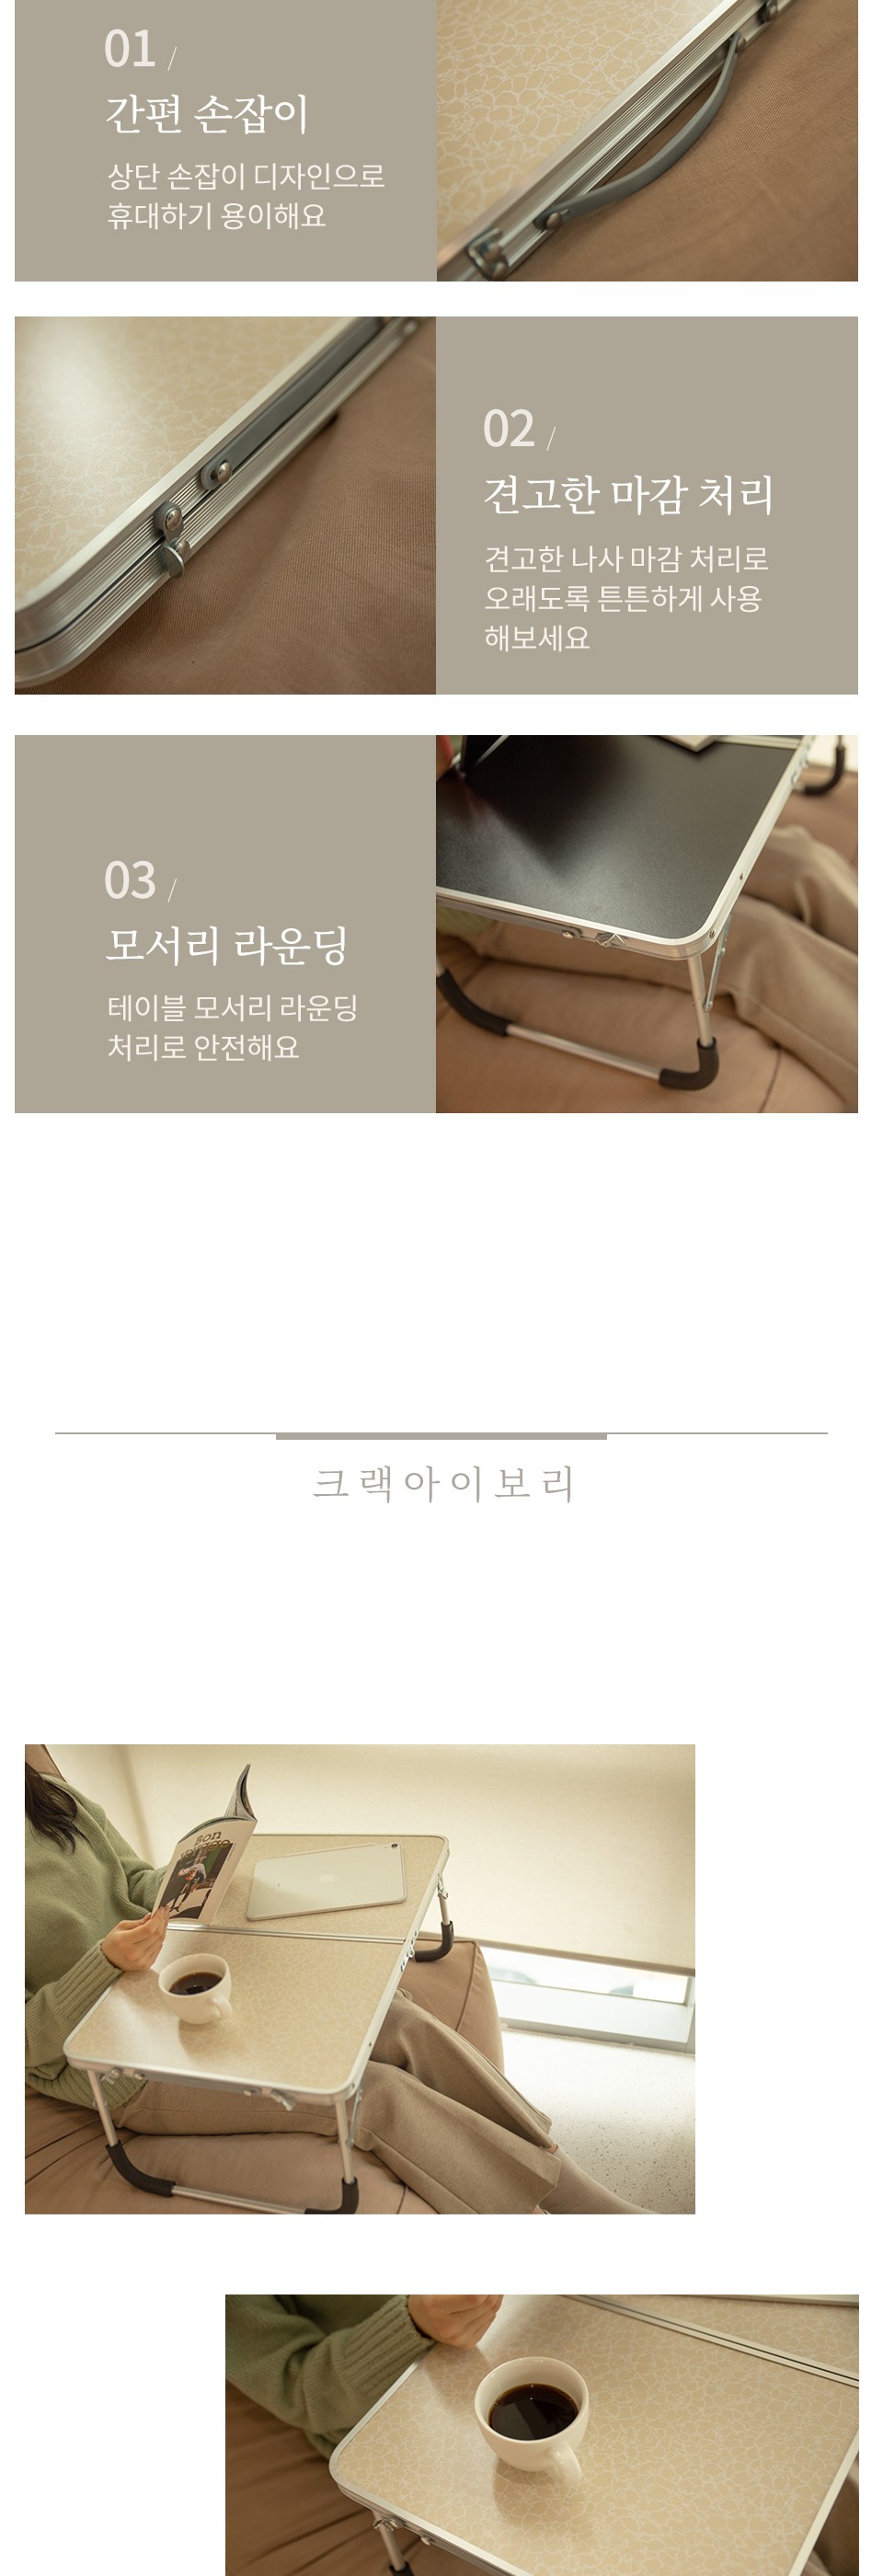 01 /
간편 손잡이
상단 손잡이 디자인으로
휴대하기 용이해요
02 /
견고한 마감 처리
견고한 나사 마감 처리로
오래도록 튼튼하게 사용
해보세요
03 /
모서리 라운딩
테이블 모서리 라운딩
처리로 안전해요
크랙아이보리
BON